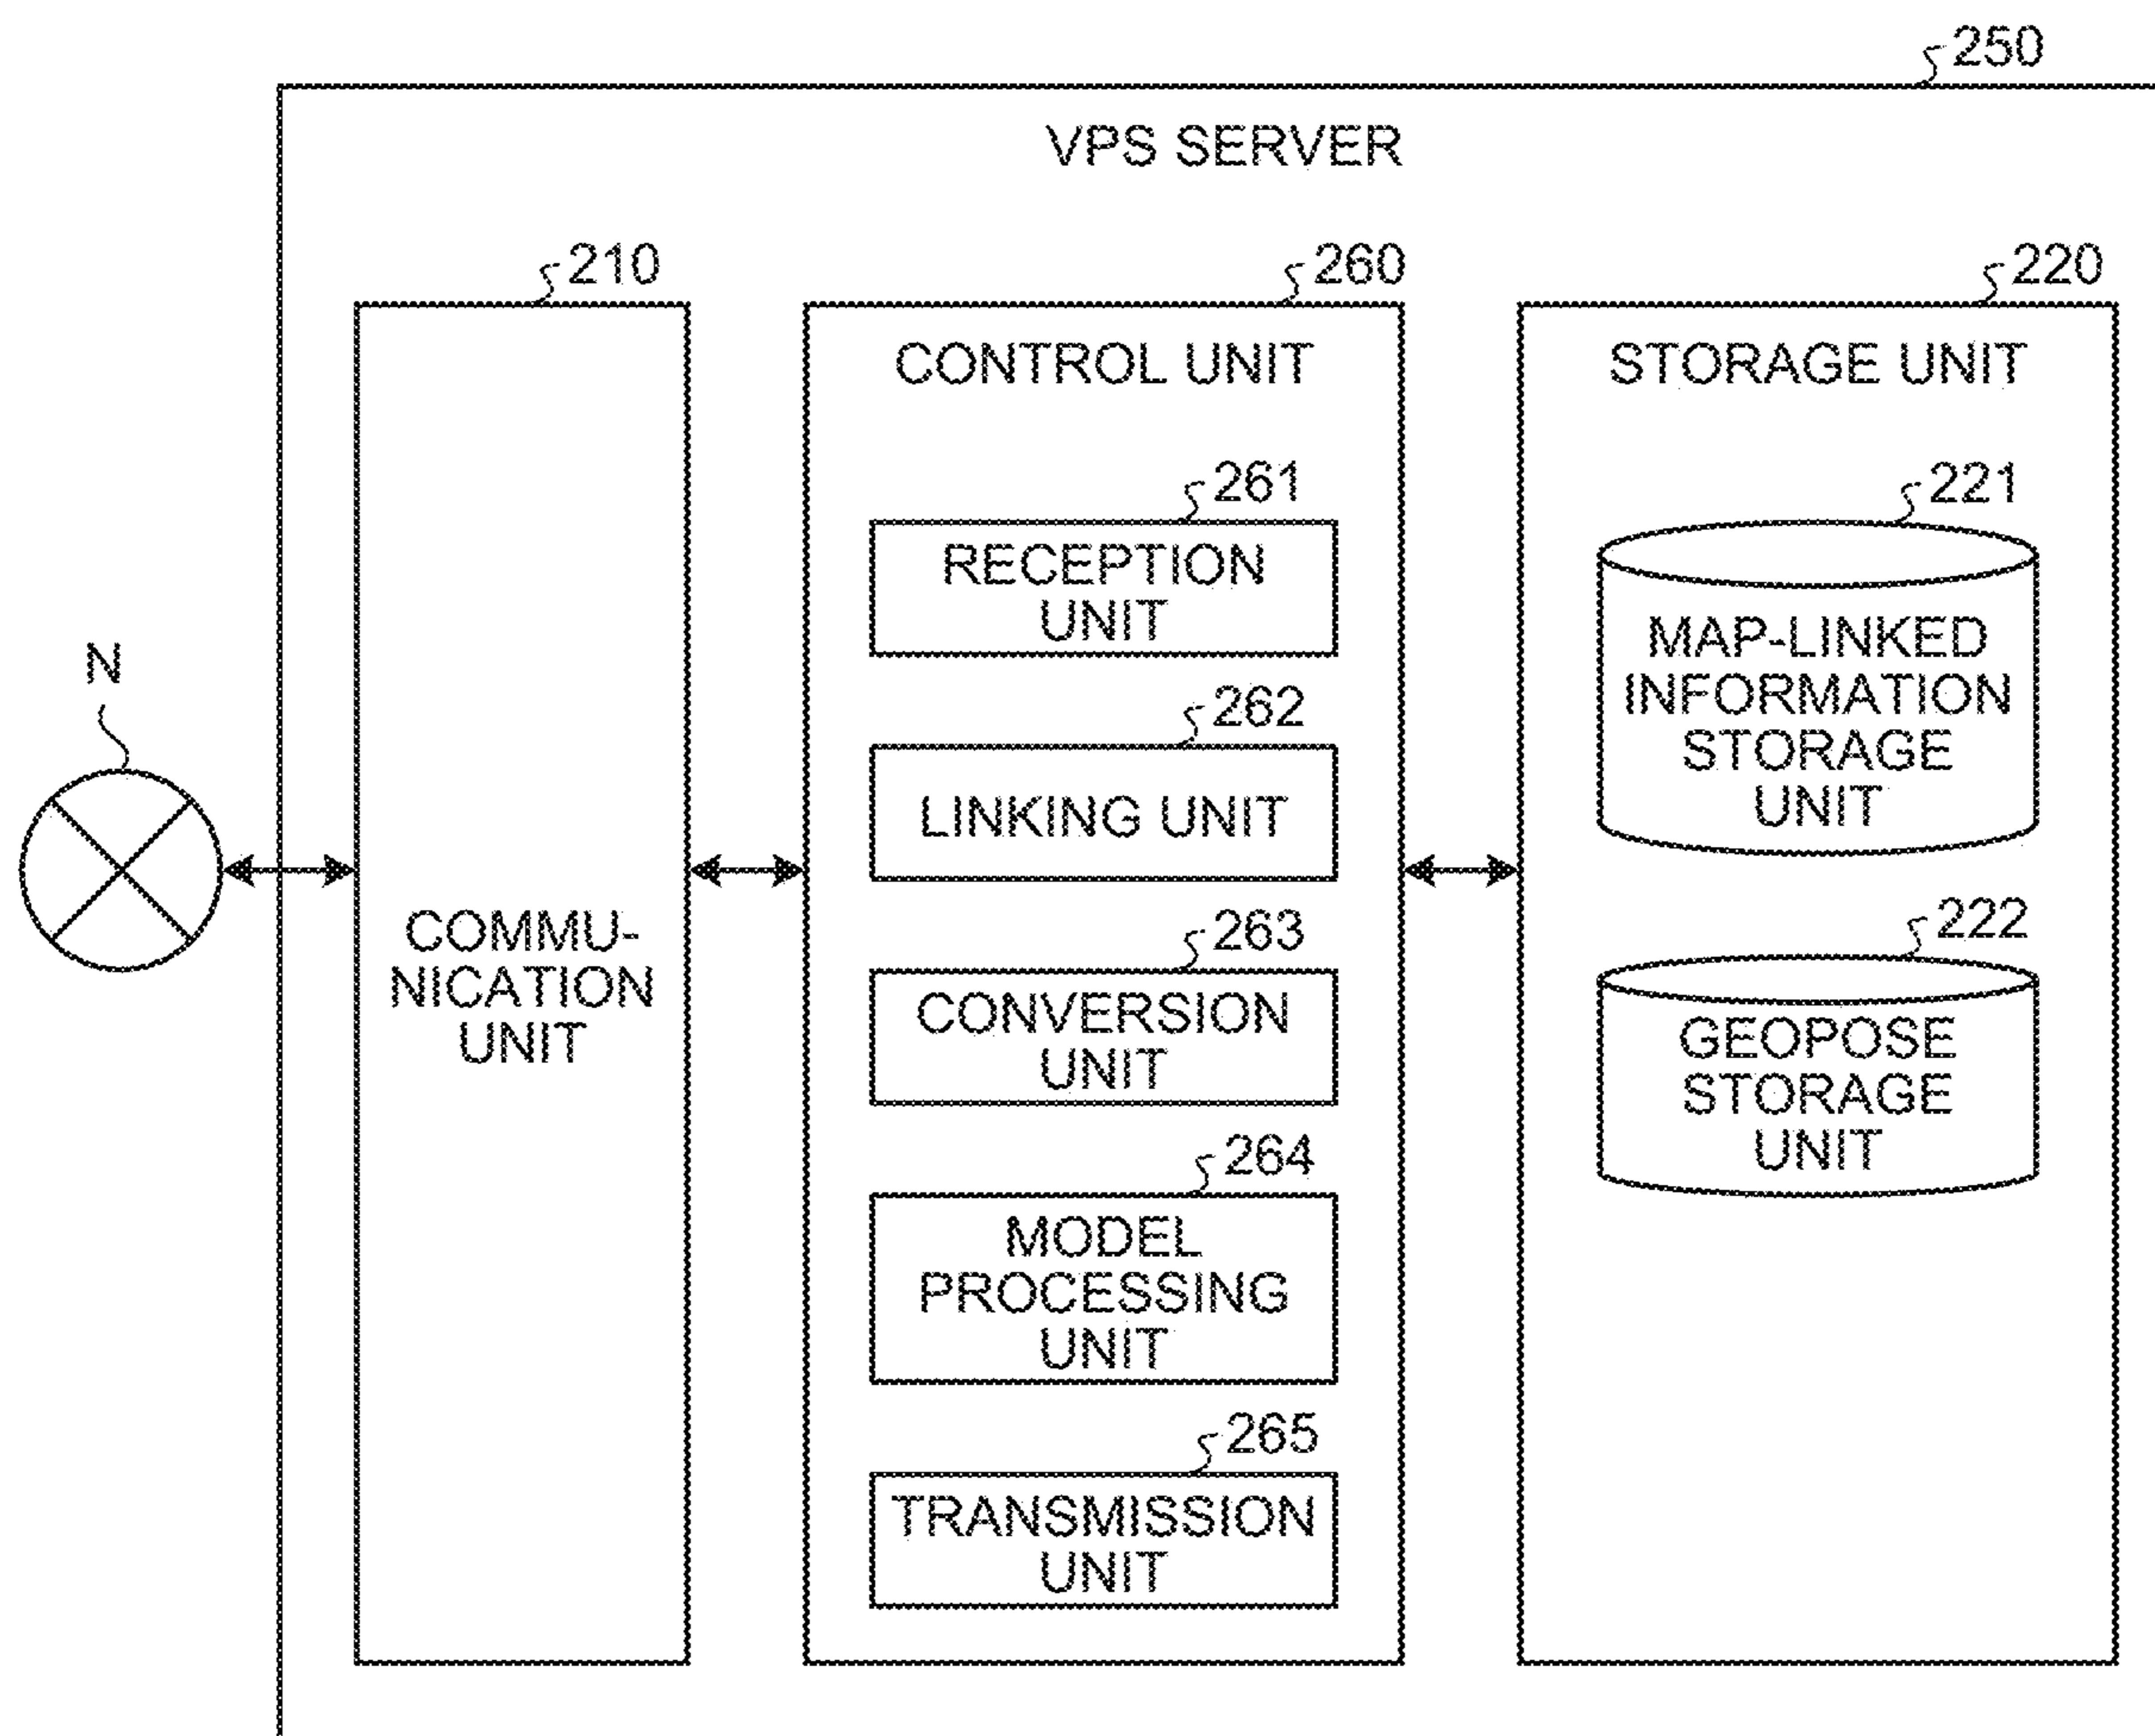 250
VPS SERVER
210
COMMU-
NICATION
UNIT
N
260
CONTROL UNIT
261
RECEPTION
UNIT
262
LINKING UNIT
263
CONVERSION
UNIT
264
MODEL
PROCESSING
UNIT
265
TRANSMISSION
UNIT
220
STORAGE UNIT
221
MAP-LINKED
INFORMATION
STORAGE
UNIT
222
GEOPOSE
STORAGE
UNIT